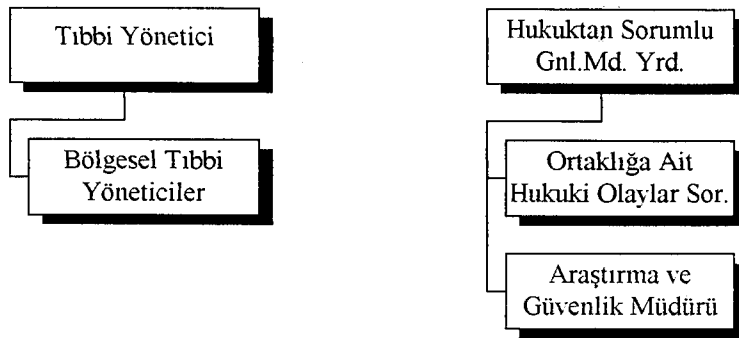 Tıbbi Yönetici
Bölgesel Tıbbi
Yöneticiler
Hukuktan Sorumlu
Gnl.Md. Yrd.
Ortaklığa Ait
Hukuki Olaylar Sor.
Araştırma ve
Güvenlik Müdürü